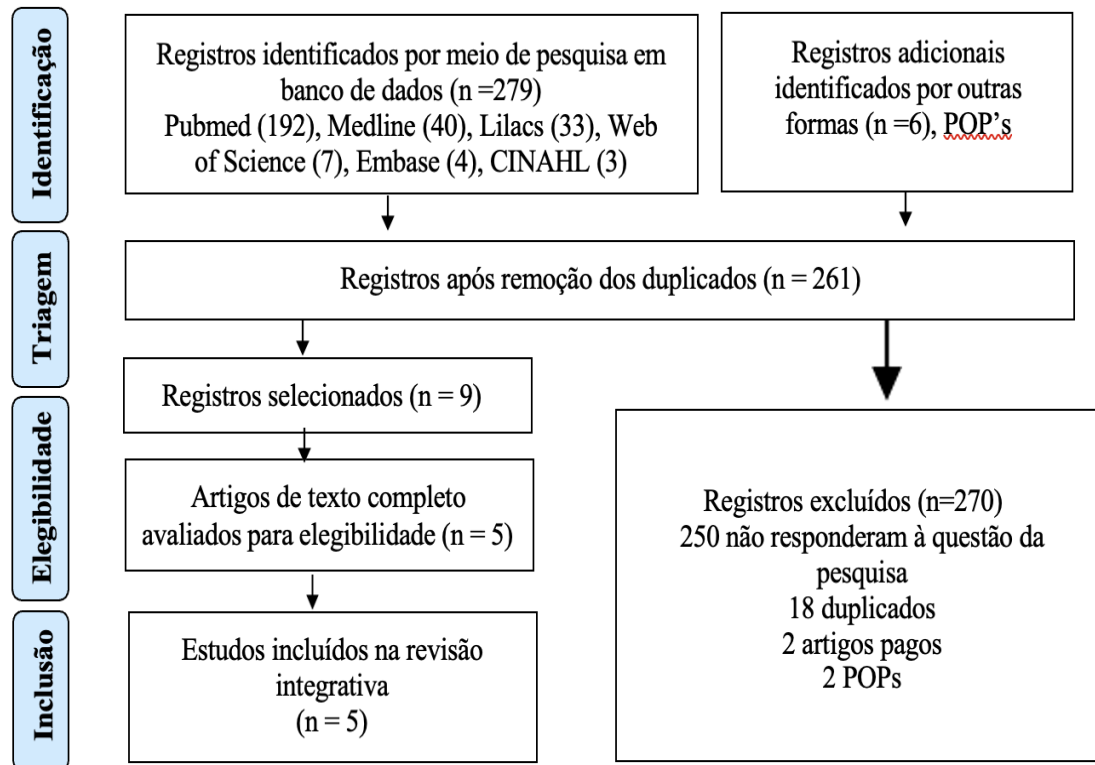 Identificação
Registros identificados por meio de pesquisa em
banco de dados (n =279)
Pubmed (192), Medline (40), Lilacs (33), Web
of Science (7), Embase (4), CINAHL (3)
Registros adicionais
identificados por outras
formas (n =6), POP’s
Triagem
Registros após remoção dos duplicados (n = 261)
Registros selecionados (n = 9)
Elegibilidade
Artigos de texto completo
avaliados para elegibilidade (n = 5)
Registros excluídos (n=270)
250 não responderam à questão da
pesquisa
18 duplicados
2 artigos pagos
2 POPs
Inclusão
Estudos incluídos na revisão
integrativa
(n = 5)